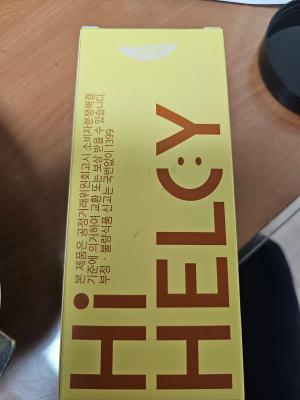 본 제품은 공정거래위원회고시 소비자분쟁해결
기준에 의거하여 교환 또는 보상 받을 수 있습니다.
부정 · 불량식품 신고는 국번없이 1399
Hi
HELCY